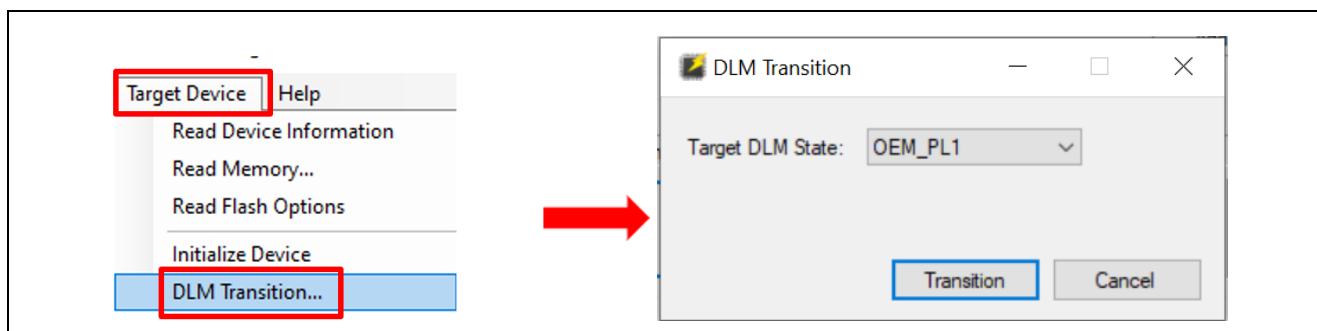 Target Device Help
Read Device Information
Read Memory...
Read Flash Options
Initialize Device
DLM Transition...
DLM Transition
Target DLM State: OEM_PL1
Transition Cancel